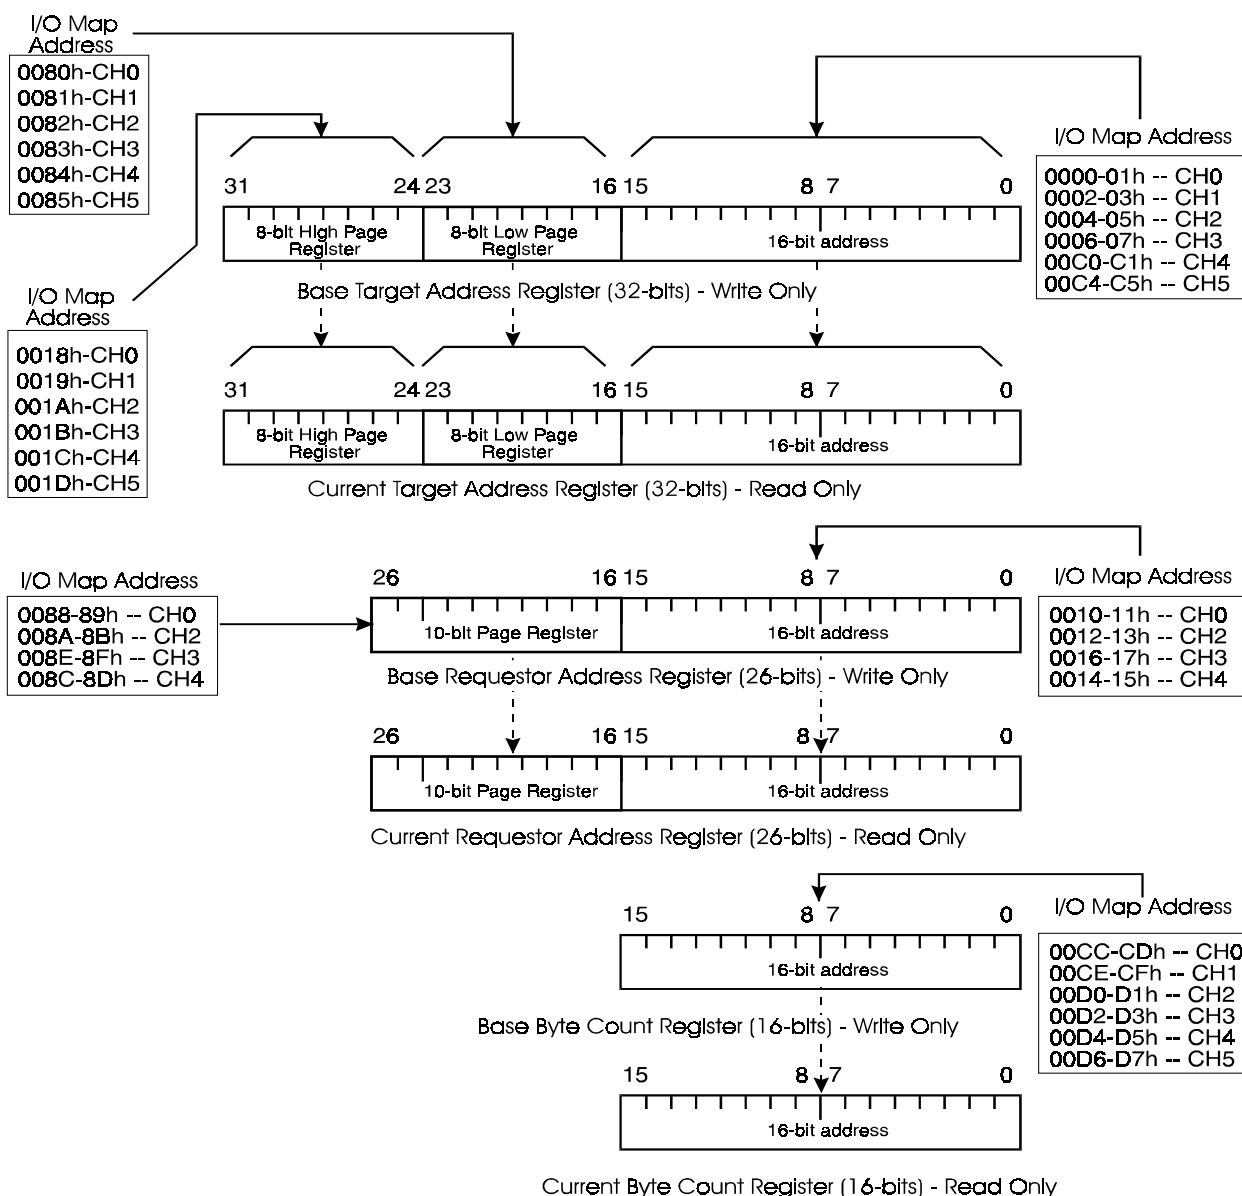 I/O Map
Address
0080h-CH0
0081h-CH1
0082h-CH2
0083h-CH3
0084h-CH4
0085h-CH5
I/O Map Address
0000-01h -- CH0
0002-03h -- CH1
0004-05h -- CH2
0006-07h -- CH3
00C0-C1h -- CH4
00C4-C5h -- CH5
31 24 23 16 15 8 7 0
8-bit High Page
Register
8-bit Low Page
Register
16-bit address
Base Target Address Register (32-bits) - Write Only
I/O Map
Address
0018h-CH0
0019h-CH1
001Ah-CH2
001Bh-CH3
001Ch-CH4
001Dh-CH5
31 24 23 16 15 8 7 0
8-bit High Page
Register
8-bit Low Page
Register
16-bit address
Current Target Address Register (32-bits) - Read Only
I/O Map Address
0088-89h -- CH0
008A-8Bh -- CH2
008E-8Fh -- CH3
008C-8Dh -- CH4
26 16 15 8 7 0
10-bit Page Register
16-bit address
Base Requestor Address Register (26-bits) - Write Only
I/O Map Address
0010-11h -- CH0
0012-13h -- CH2
0016-17h -- CH3
0014-15h -- CH4
26 16 15 8 7 0
10-bit Page Register
16-bit address
Current Requestor Address Register (26-bits) - Read Only
15 8 7 0
16-bit address
Base Byte Count Register (16-bits) - Write Only
I/O Map Address
00CC-CDh -- CH0
00CE-CFh -- CH1
00D0-D1h -- CH2
00D2-D3h -- CH3
00D4-D5h -- CH4
00D6-D7h -- CH5
15 8 7 0
16-bit address
Current Byte Count Register (16-bits) - Read Only